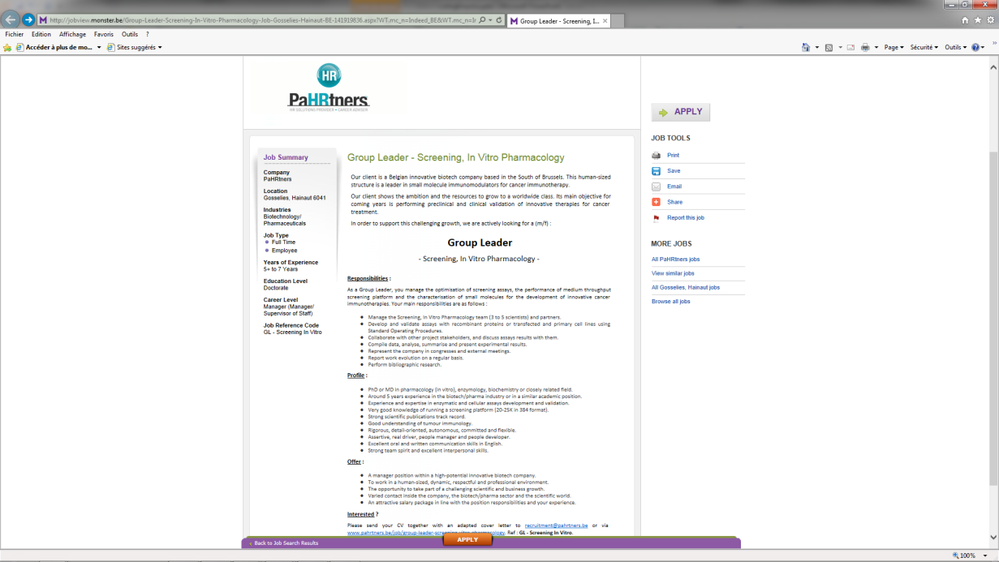 http://jobview.monster.be/Group-Leader-Screening-In-Vitro-Pharmacology-Job-Gosselies-Hainaut-BE-141919836.aspx?WT.mc_n=Indeed_BE&WT.mc_n=Ir
Group Leader - Screening, I...
Fichier Edition Affichage Favoris Outils ?
Accéder à plus de mo... Sites suggérés
Page Sécurité Outils
HR
PaHRtners
HR SOLUTIONS PROVIDER • CAREER ADVISER
APPLY
JOB TOOLS
Print
Save
Email
Share
Report this job
MORE JOBS
All PaHRtners jobs
View similar jobs
All Gosselies, Hainaut jobs
Browse all jobs
Job Summary
Company
PaHRtners
Location
Gosselies, Hainaut 6041
Industries
Biotechnology/
Pharmaceuticals
Job Type
Full Time
Employee
Years of Experience
5+ to 7 Years
Education Level
Doctorate
Career Level
Manager (Manager/
Supervisor of Staff)
Job Reference Code
GL - Screening In Vitro
Group Leader - Screening, In Vitro Pharmacology
Our client is a Belgian innovative biotech company based in the South of Brussels. This human-sized
structure is a leader in small molecule immunomodulators for cancer immunotherapy.
Our client shows the ambition and the resources to grow to a worldwide class. Its main objective for
coming years is performing preclinical and clinical validation of innovative therapies for cancer
treatment.
In order to support this challenging growth, we are actively looking for a (m/f) :
Group Leader
- Screening, In Vitro Pharmacology -
Responsibilities :
As a Group Leader, you manage the optimisation of screening assays, the performance of medium throughput
screening platform and the characterisation of small molecules for the development of innovative cancer
immunotherapies. Your main responsibilities are as follows :
Manage the Screening, In Vitro Pharmacology team (3 to 5 scientists) and partners.
Develop and validate assays with recombinant proteins or transfected and primary cell lines using
Standard Operating Procedures.
Collaborate with other project stakeholders, and discuss assays results with them.
Compile data, analyse, summarise and present experimental results.
Represent the company in congresses and external meetings.
Report work evolution on a regular basis.
Perform bibliographic research.
Profile :
PhD or MD in pharmacology (in vitro), enzymology, biochemistry or closely related field.
Around 5 years experience in the biotech/pharma industry or in a similar academic position.
Experience and expertise in enzymatic and cellular assays development and validation.
Very good knowledge of running a screening platform (20-25K in 384 format).
Strong scientific publications track record.
Good understanding of tumour immunology.
Rigorous, detail-oriented, autonomous, committed and flexible.
Assertive, real driver, people manager and people developer.
Excellent oral and written communication skills in English.
Strong team spirit and excellent interpersonal skills.
Offer :
A manager position within a high-potential innovative biotech company.
To work in a human-sized, dynamic, respectful and professional environment.
The opportunity to take part of a challenging scientific and business growth.
Varied contact inside the company, the biotech/pharma sector and the scientific world.
An attractive salary package in line with the position responsibilities and your experience.
Interested ?
Please send your CV together with an adapted cover letter to recruitment@pahrtners.be or via
www.pahrtners.be/job/group-leader-screening-vitro-pharmacology. Ref : GL - Screening In Vitro.
Back to Job Search Results
APPLY
100%